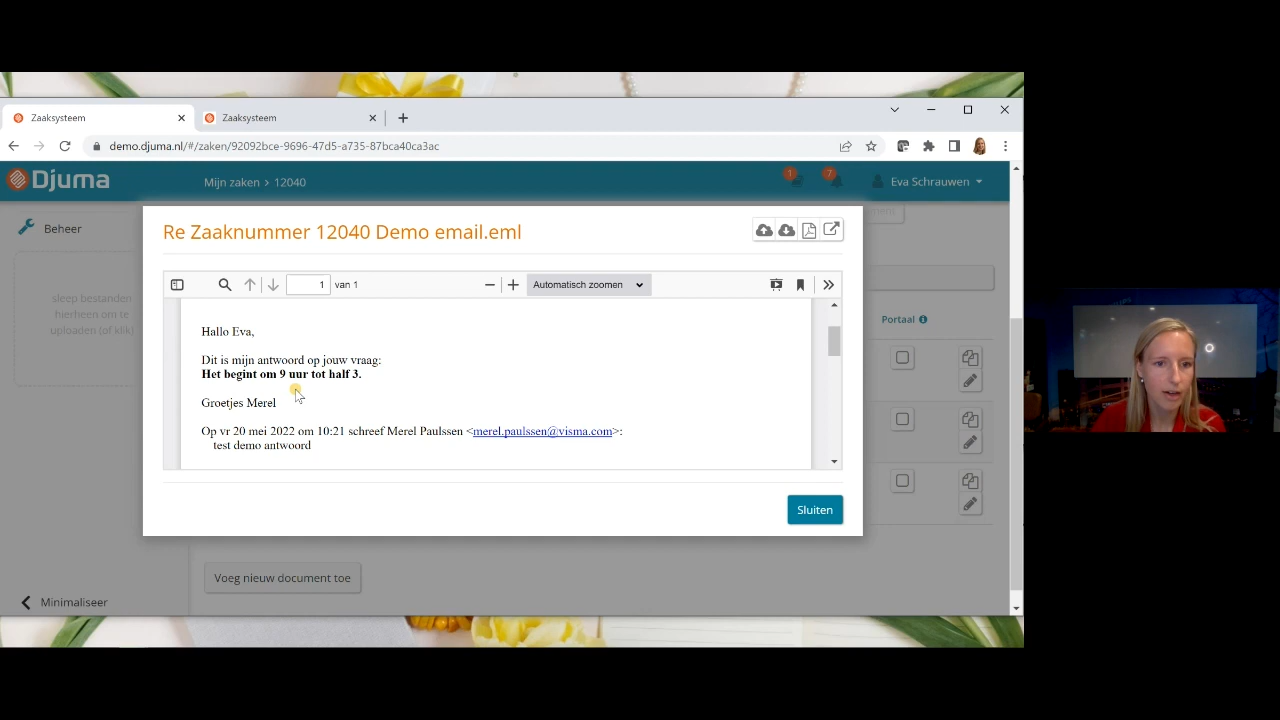 Zaaksysteem
Zaaksysteem
demo.djuma.nl/#/zaken/92092bce-9696-47d5-a735-87bca40ca3ac
Djuma
Mijn zaken > 12040
1
7
Eva Schrauwen
Beheer
sleep bestanden
hierheen om te
uploaden (of klik)
Re Zaaknummer 12040 Demo email.eml
1 van 1
Automatisch zoomen
Portaal
Hallo Eva,
Dit is mijn antwoord op jouw vraag:
Het begint om 9 uur tot half 3.
Groetjes Merel
Op vr 20 mei 2022 om 10:21 schreef Merel Paulssen <merel.paulssen@visma.com>:
test demo antwoord
Sluiten
Voeg nieuw document toe
Minimaliseer